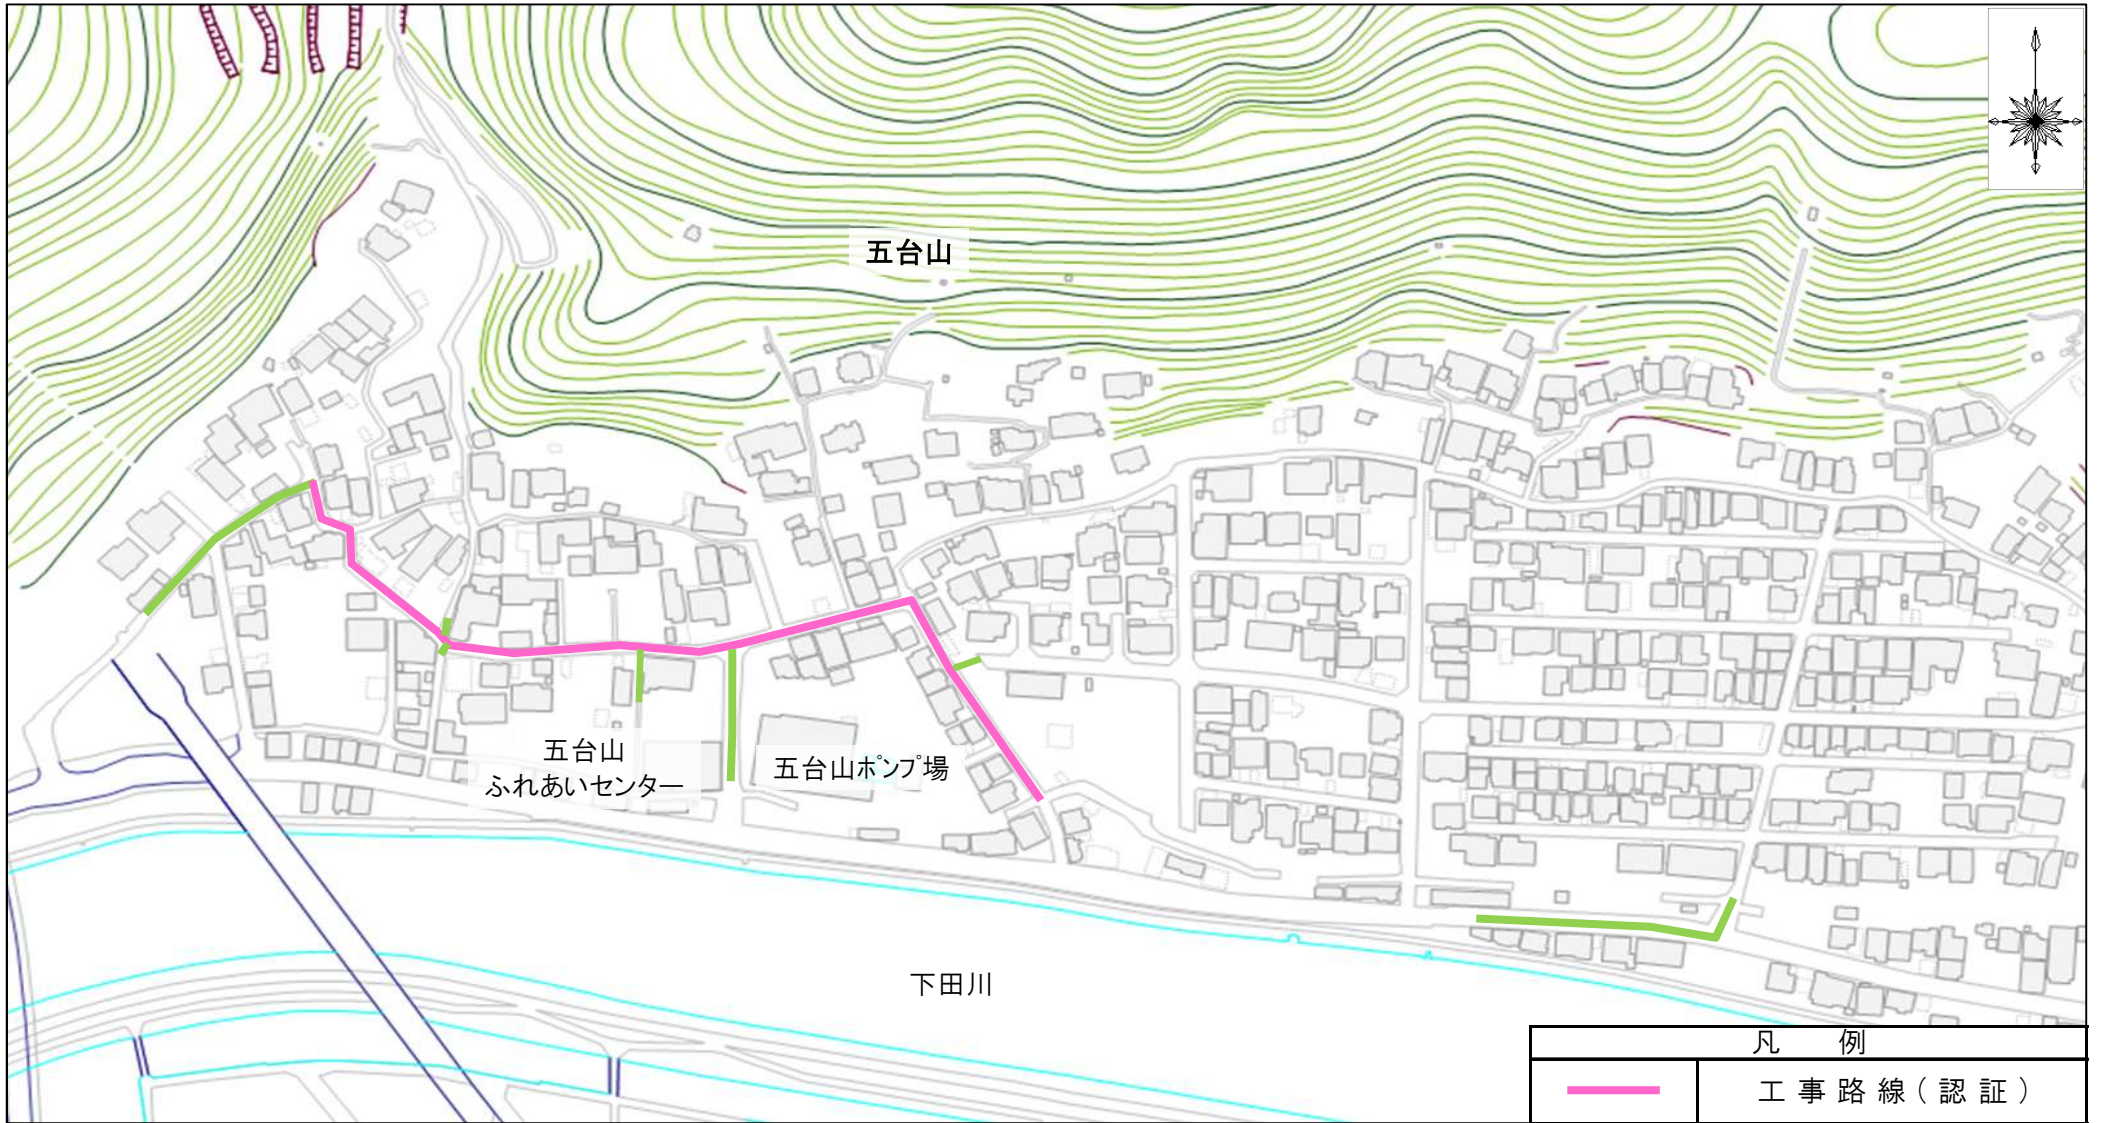 五台山
五台山
ふれあいセンター
五台山ﾎﾟﾝﾌﾟ場
下田川
凡 例
工事路線(認証)